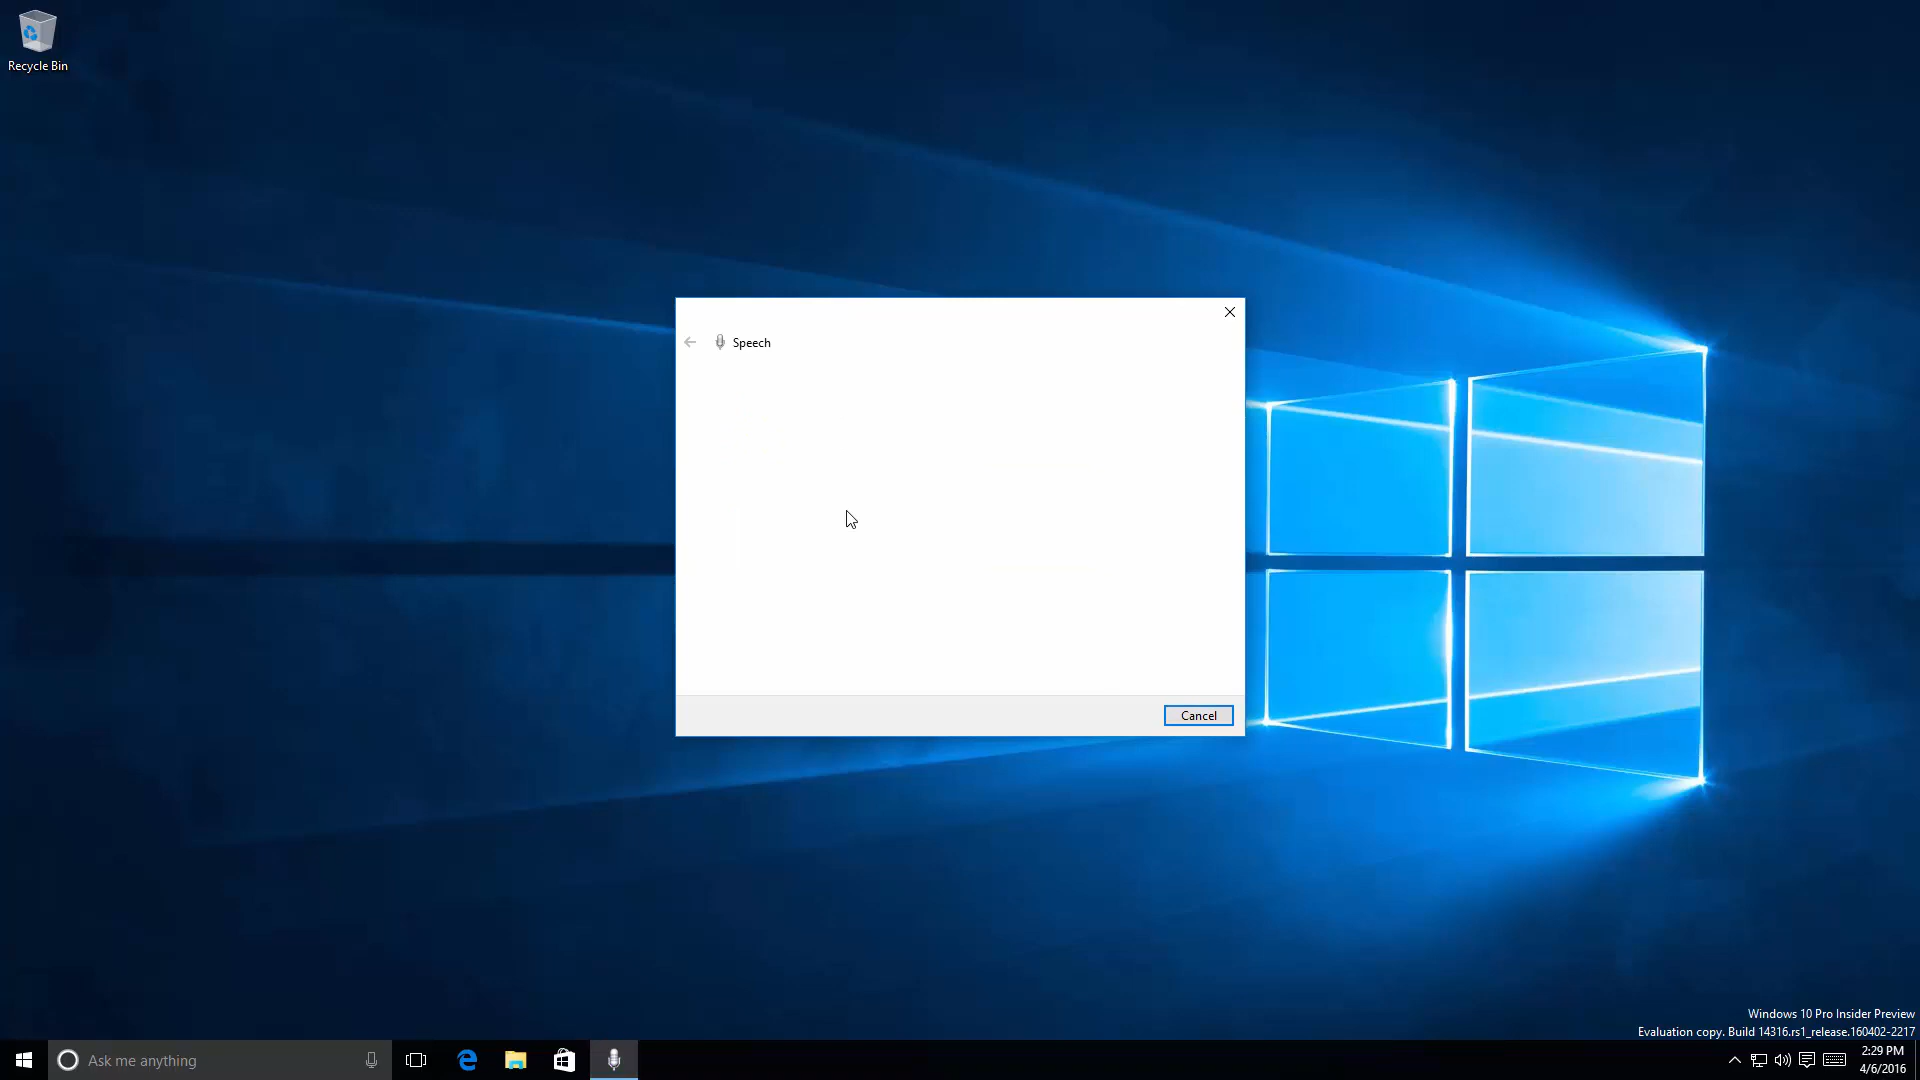 Recycle Bin
Speech
Cancel
Windows 10 Pro Insider Preview
Evaluation copy. Build 14316.rs1_release.160402-2217
Ask me anything
2:29 PM
4/6/2016